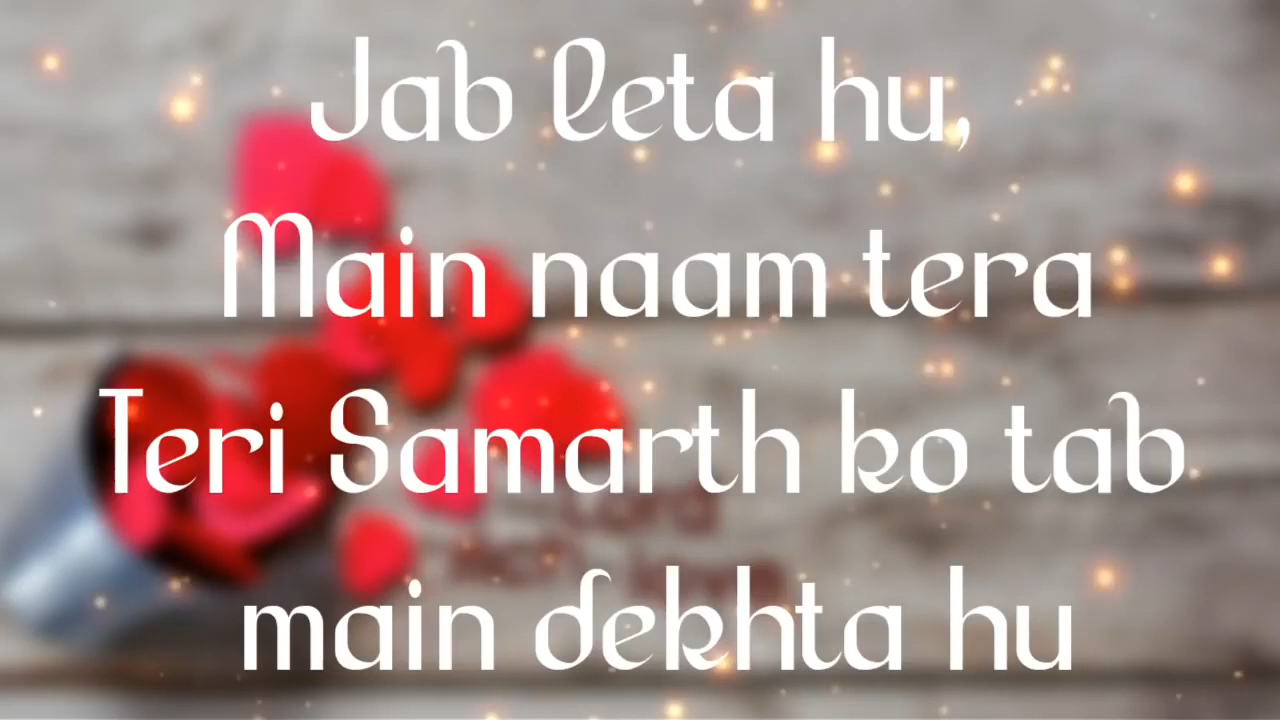 Jab leta hu,
Main naam tera
Teri Samarth ko tab
main dekhta hu